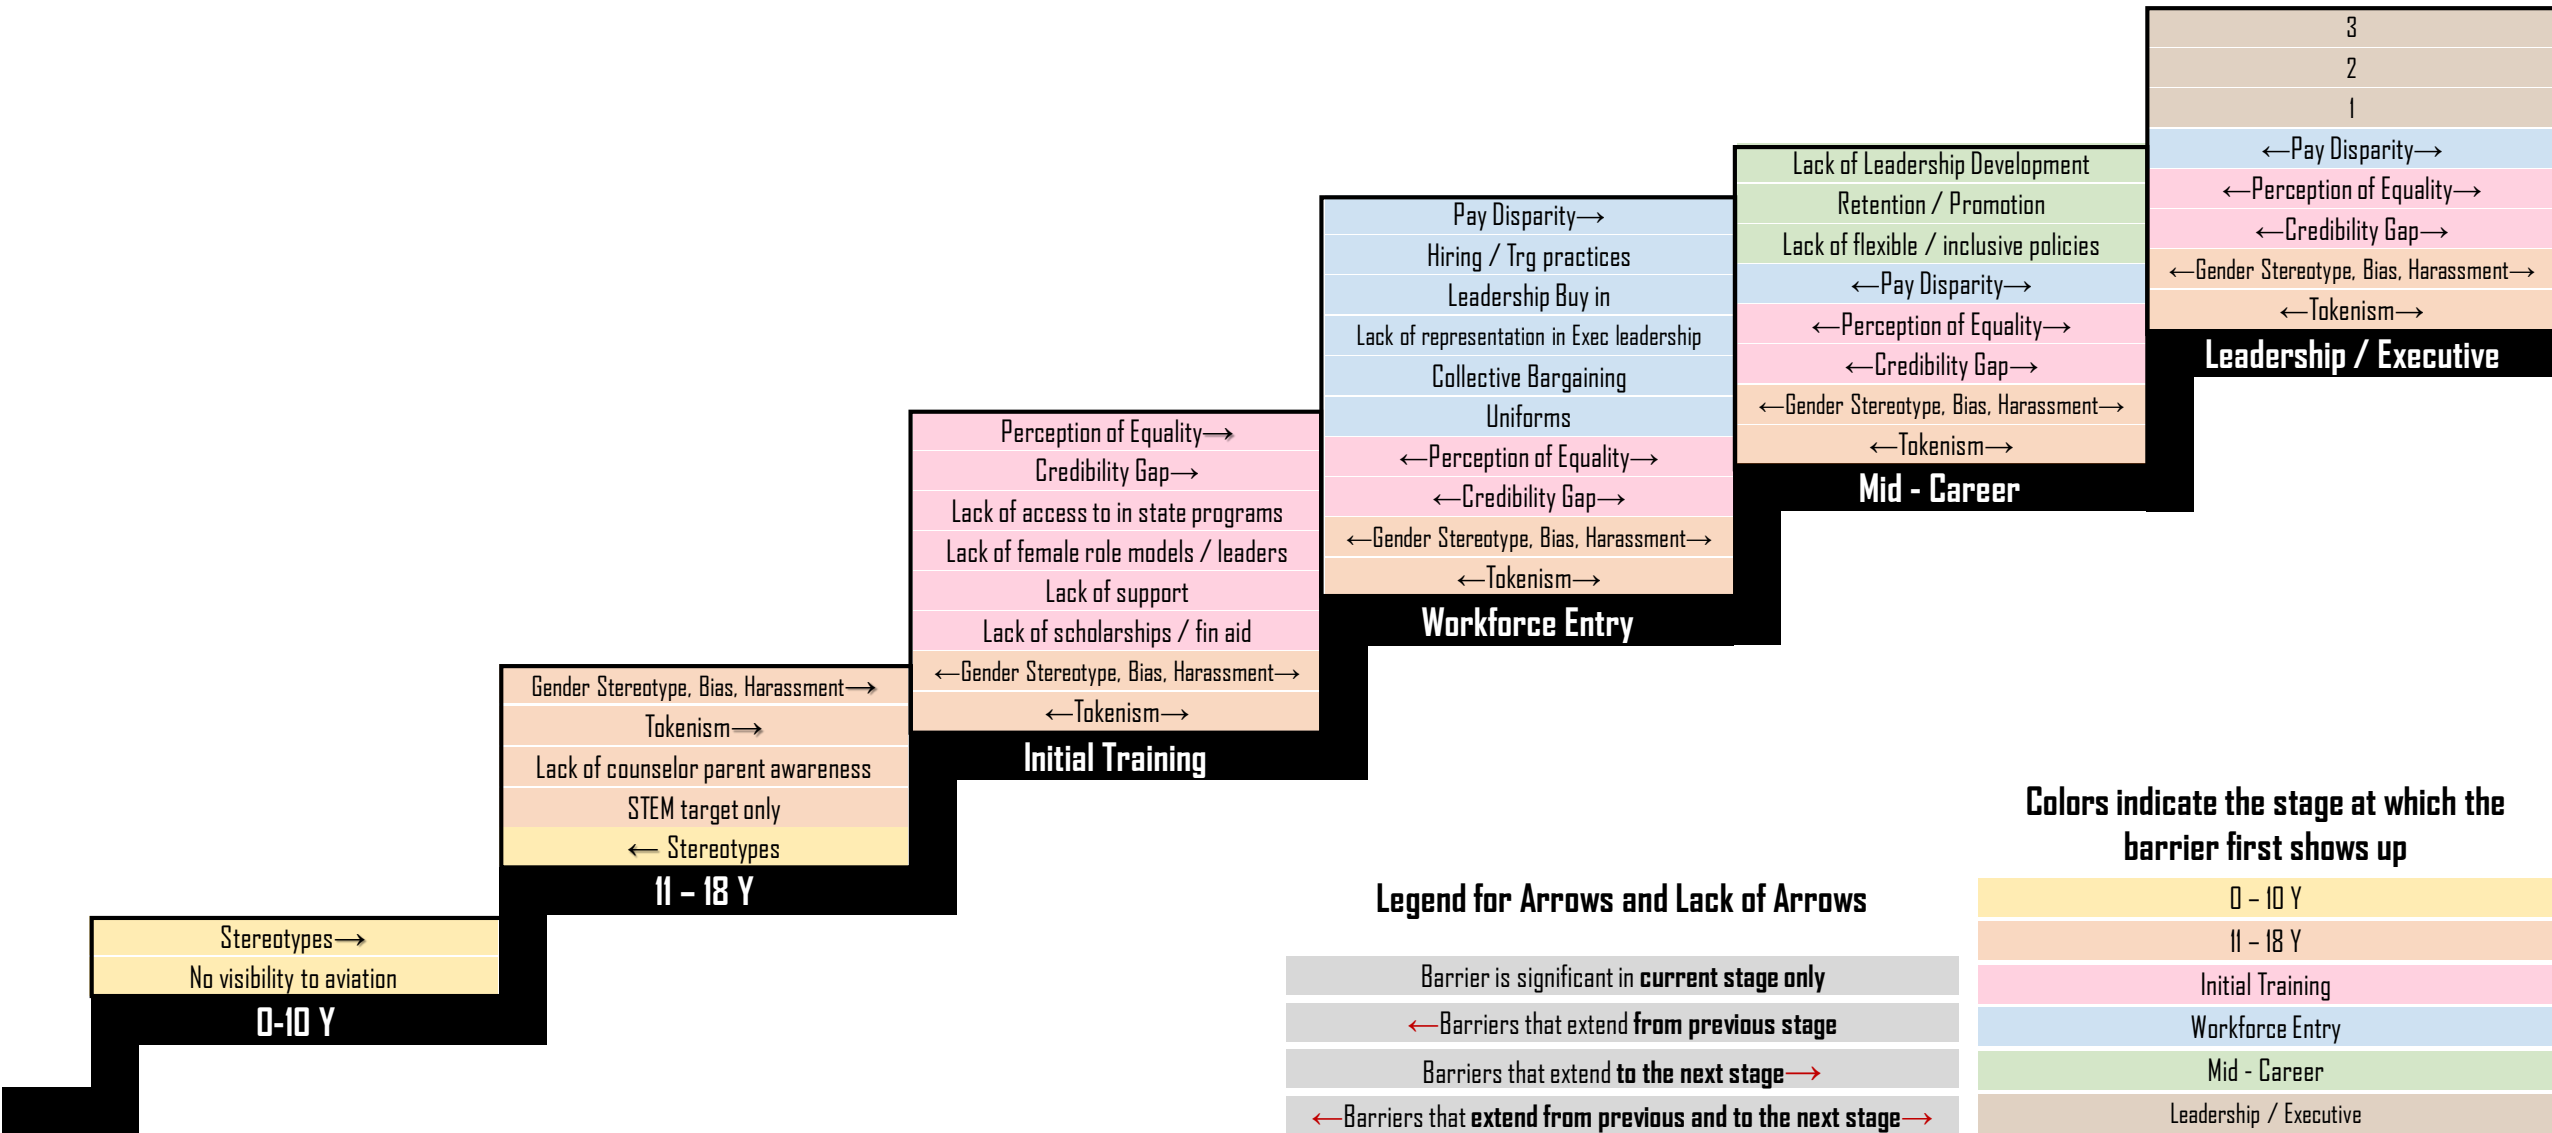 Stereotypes→
No visibility to aviation
0-10 Y
Gender Stereotype, Bias, Harassment→
Tokenism→
Lack of counselor parent awareness
STEM target only
← Stereotypes
11 – 18 Y
Perception of Equality→
Credibility Gap→
Lack of access to in state programs
Lack of female role models / leaders
Lack of support
Lack of scholarships / fin aid
←Gender Stereotype, Bias, Harassment→
←Tokenism→
Initial Training
Pay Disparity→
Hiring / Trg practices
Leadership Buy in
Lack of representation in Exec leadership
Collective Bargaining
Uniforms
←Perception of Equality→
←Credibility Gap→
←Gender Stereotype, Bias, Harassment→
←Tokenism→
Workforce Entry
Lack of Leadership Development
Retention / Promotion
Lack of flexible / inclusive policies
←Pay Disparity→
←Perception of Equality→
←Credibility Gap→
←Gender Stereotype, Bias, Harassment→
←Tokenism→
Mid - Career
3
2
1
←Pay Disparity→
←Perception of Equality→
←Credibility Gap→
←Gender Stereotype, Bias, Harassment→
←Tokenism→
Leadership / Executive
Legend for Arrows and Lack of Arrows
Barrier is significant in current stage only
←Barriers that extend from previous stage
Barriers that extend to the next stage→
←Barriers that extend from previous and to the next stage→
Colors indicate the stage at which the
barrier first shows up
0 – 10 Y
11 – 18 Y
Initial Training
Workforce Entry
Mid - Career
Leadership / Executive